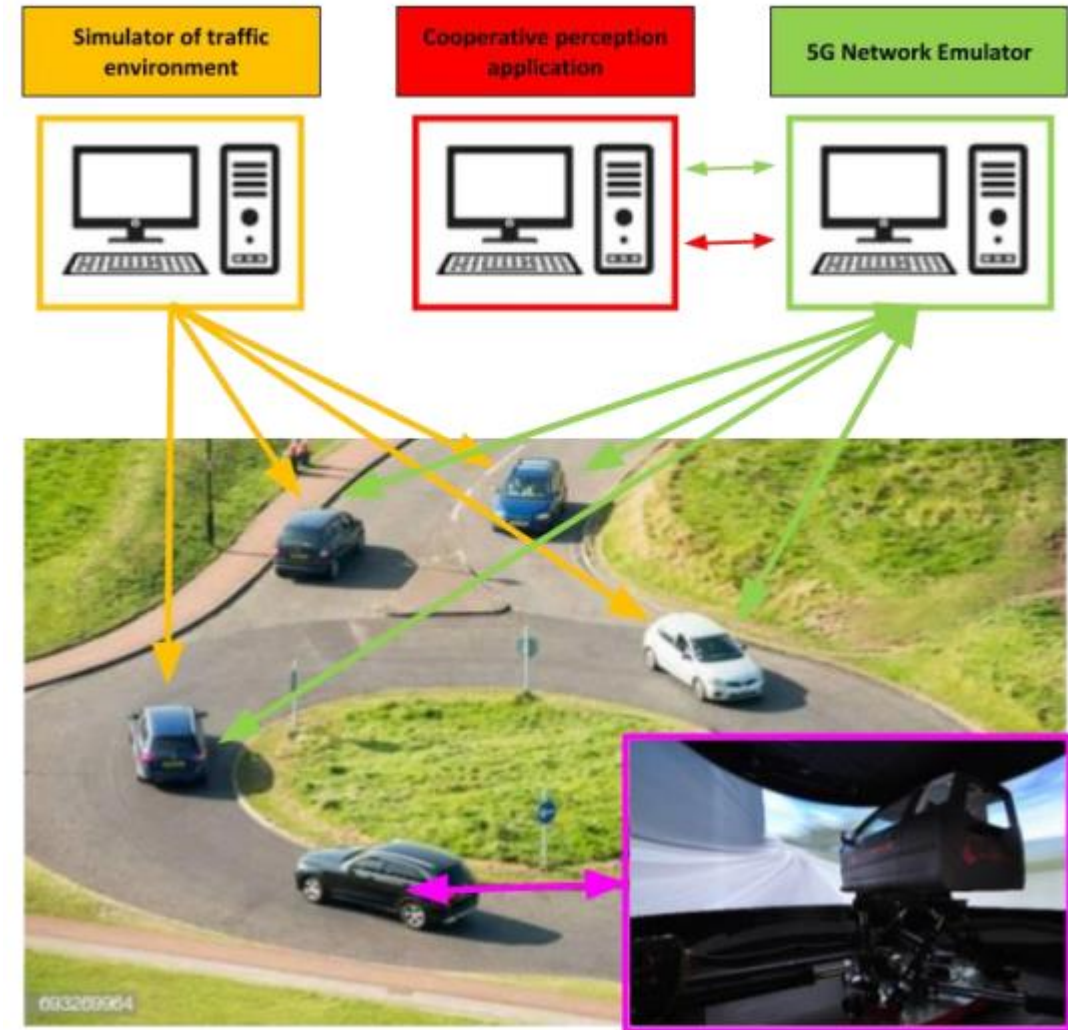 Simulator of traffic
environment
Cooperative perception
application
5G Network Emulator
693269964